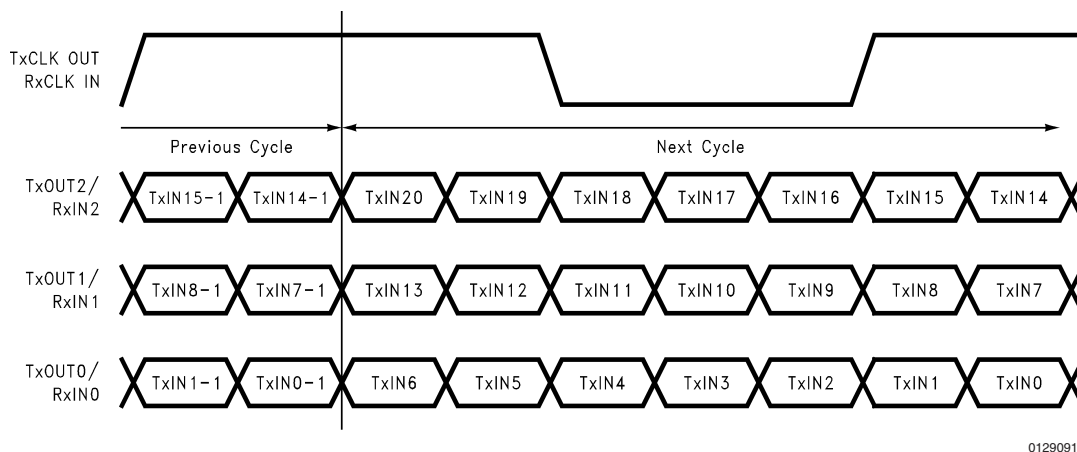 TxCLK OUT
RxCLK IN
Previous Cycle
Next Cycle
TxOUT2/
RxIN2
TxIN15-1 TxIN14-1 TxIN20 TxIN19 TxIN18 TxIN17 TxIN16 TxIN15 TxIN14
TxOUT1/
RxIN1
TxIN8-1 TxIN7-1 TxIN13 TxIN12 TxIN11 TxIN10 TxIN9 TxIN8 TxIN7
TxOUT0/
RxIN0
TxIN1-1 TxIN0-1 TxIN6 TxIN5 TxIN4 TxIN3 TxIN2 TxIN1 TxIN0
0129091